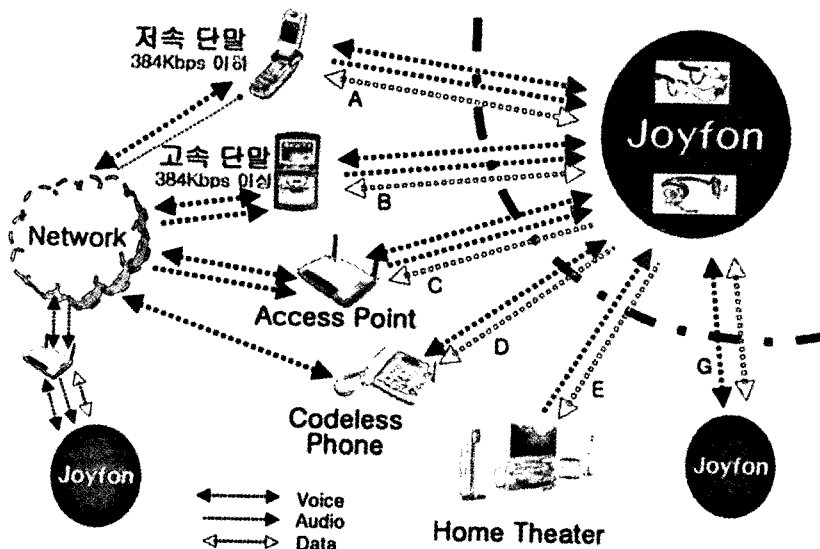 저속 단말
384Kbps 이하
A
Joyfon
고속 단말
384Kbps 이상
B
Network
C
Access Point
D
E
G
Codeless
Phone
Joyfon
Joyfon
Voice
Audio
Data
Home Theater